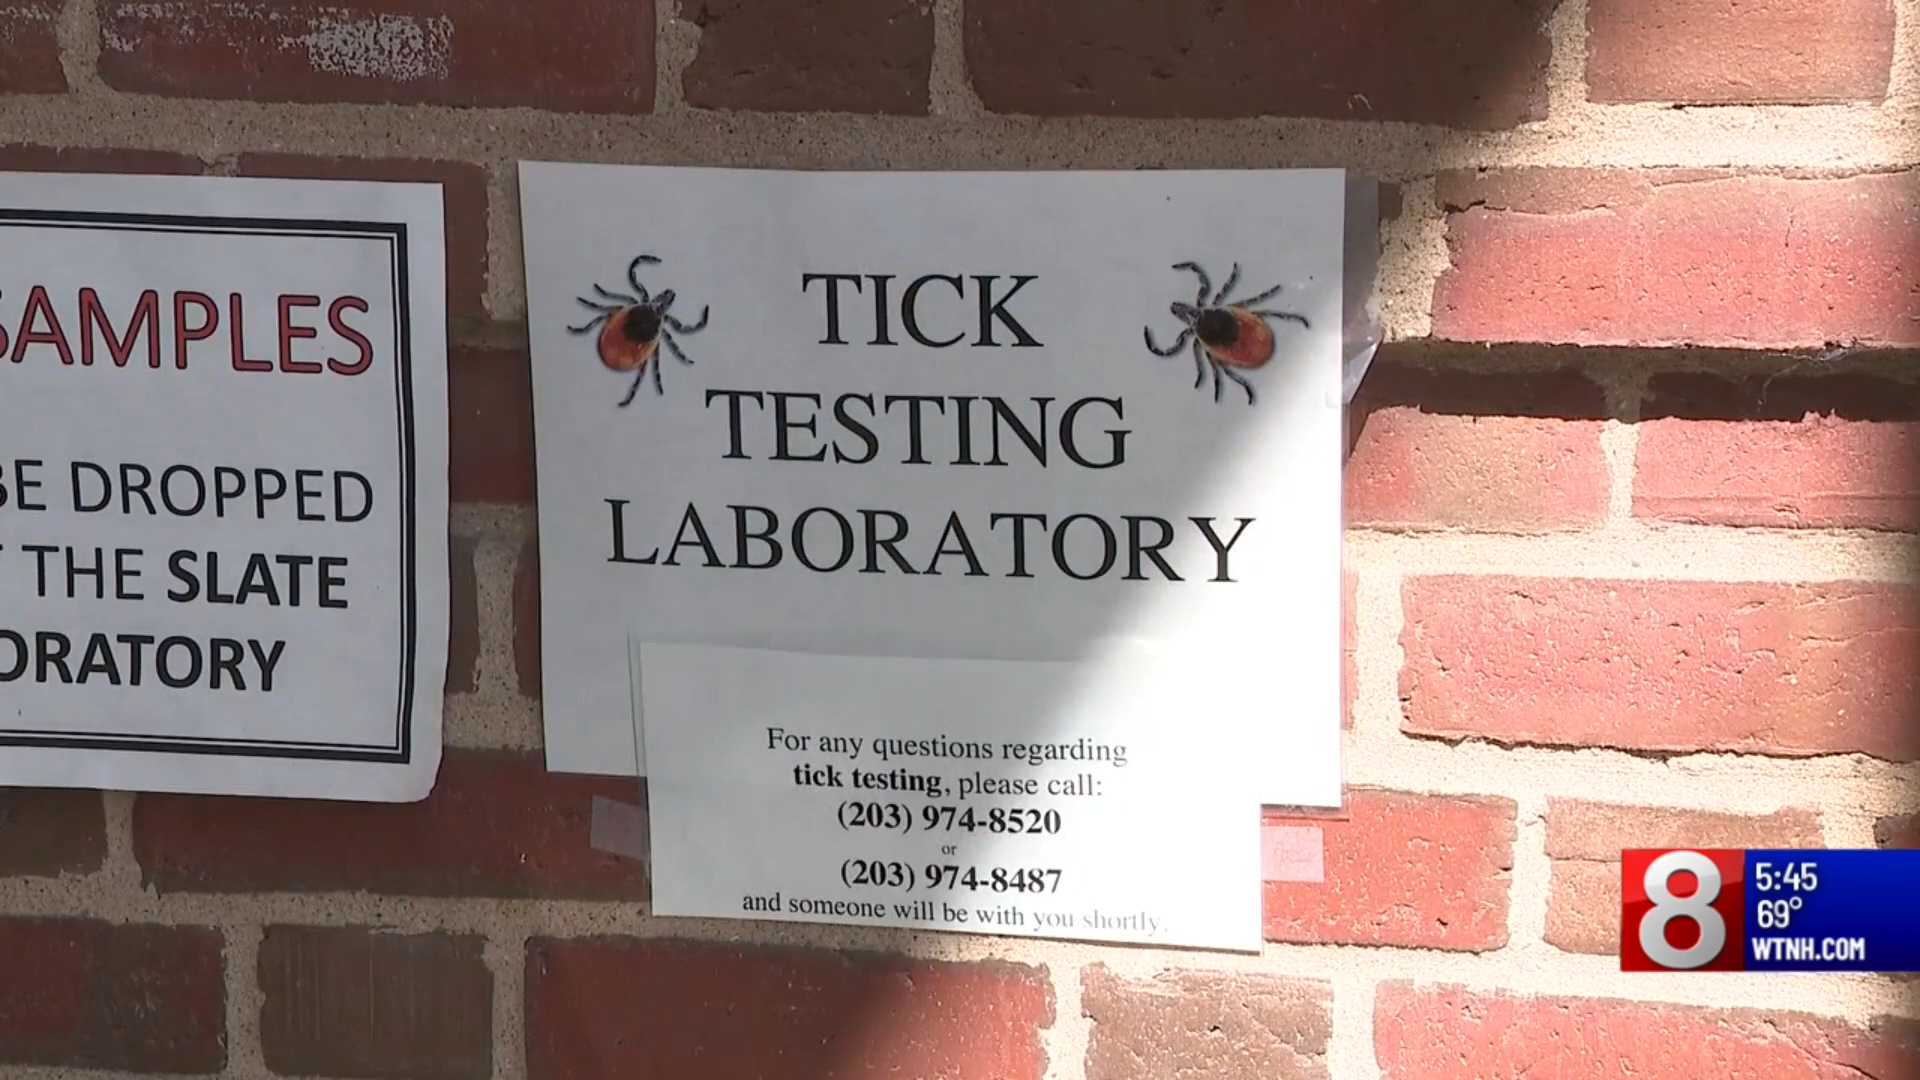 SAMPLES
BE DROPPED
THE SLATE
ORATORY
TICK
TESTING
LABORATORY
For any questions regarding
tick testing, please call:
(203) 974-8520
or
(203) 974-8487
and someone will be with you shortly.
8
5:45
69°
WTNH.COM